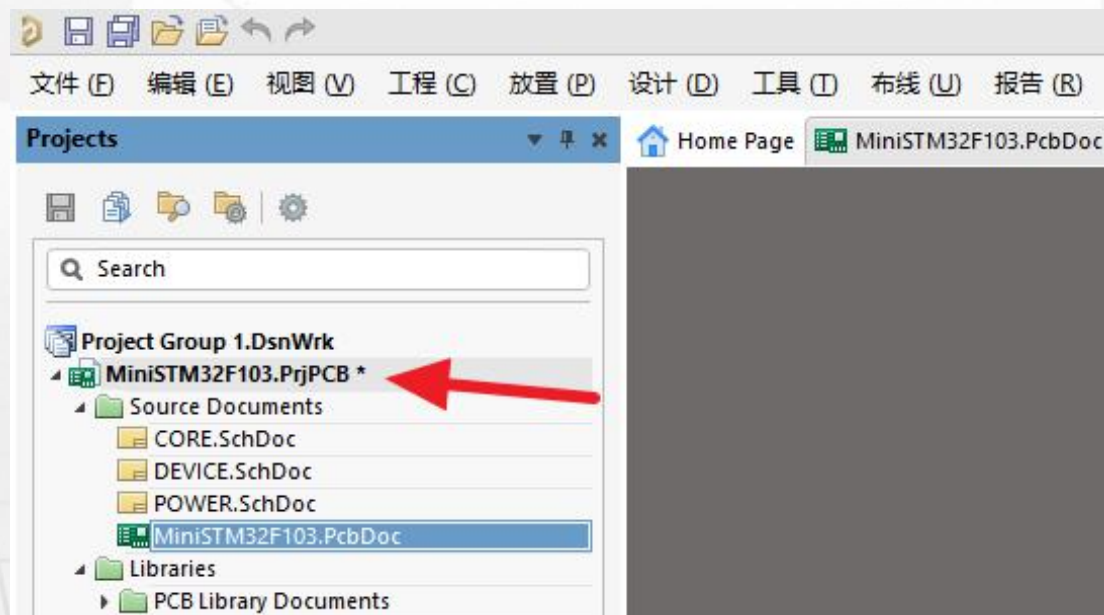 文件 (F) 编辑 (E) 视图 (V) 工程 (C) 放置 (P) 设计 (D) 工具 (T) 布线 (U) 报告 (R)
Projects
Home Page MiniSTM32F103.PcbDoc
Search
Project Group 1.DsnWrk
MiniSTM32F103.PrjPCB *
Source Documents
CORE.SchDoc
DEVICE.SchDoc
POWER.SchDoc
MiniSTM32F103.PcbDoc
Libraries
PCB Library Documents